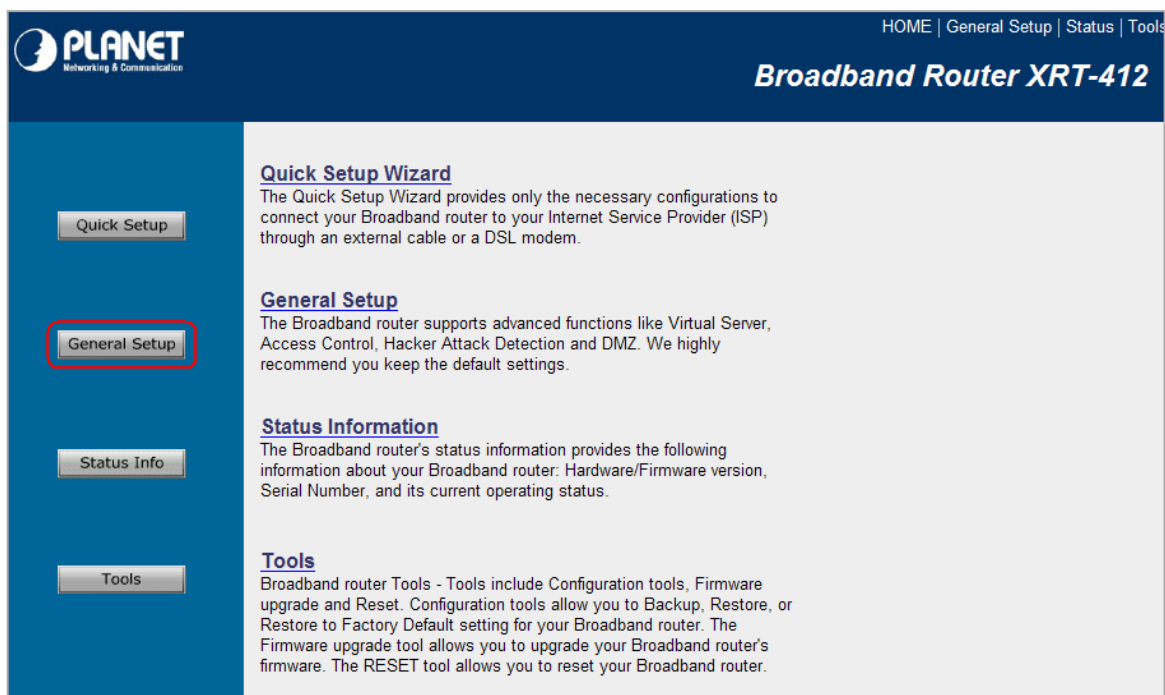 PLANET
Networking & Communication
HOME | General Setup | Status | Tools
Broadband Router XRT-412
Quick Setup
General Setup
Status Info
Tools
Quick Setup Wizard
The Quick Setup Wizard provides only the necessary configurations to
connect your Broadband router to your Internet Service Provider (ISP)
through an external cable or a DSL modem.
General Setup
The Broadband router supports advanced functions like Virtual Server,
Access Control, Hacker Attack Detection and DMZ. We highly
recommend you keep the default settings.
Status Information
The Broadband router's status information provides the following
information about your Broadband router: Hardware/Firmware version,
Serial Number, and its current operating status.
Tools
Broadband router Tools - Tools include Configuration tools, Firmware
upgrade and Reset. Configuration tools allow you to Backup, Restore, or
Restore to Factory Default setting for your Broadband router. The
Firmware upgrade tool allows you to upgrade your Broadband router's
firmware. The RESET tool allows you to reset your Broadband router.